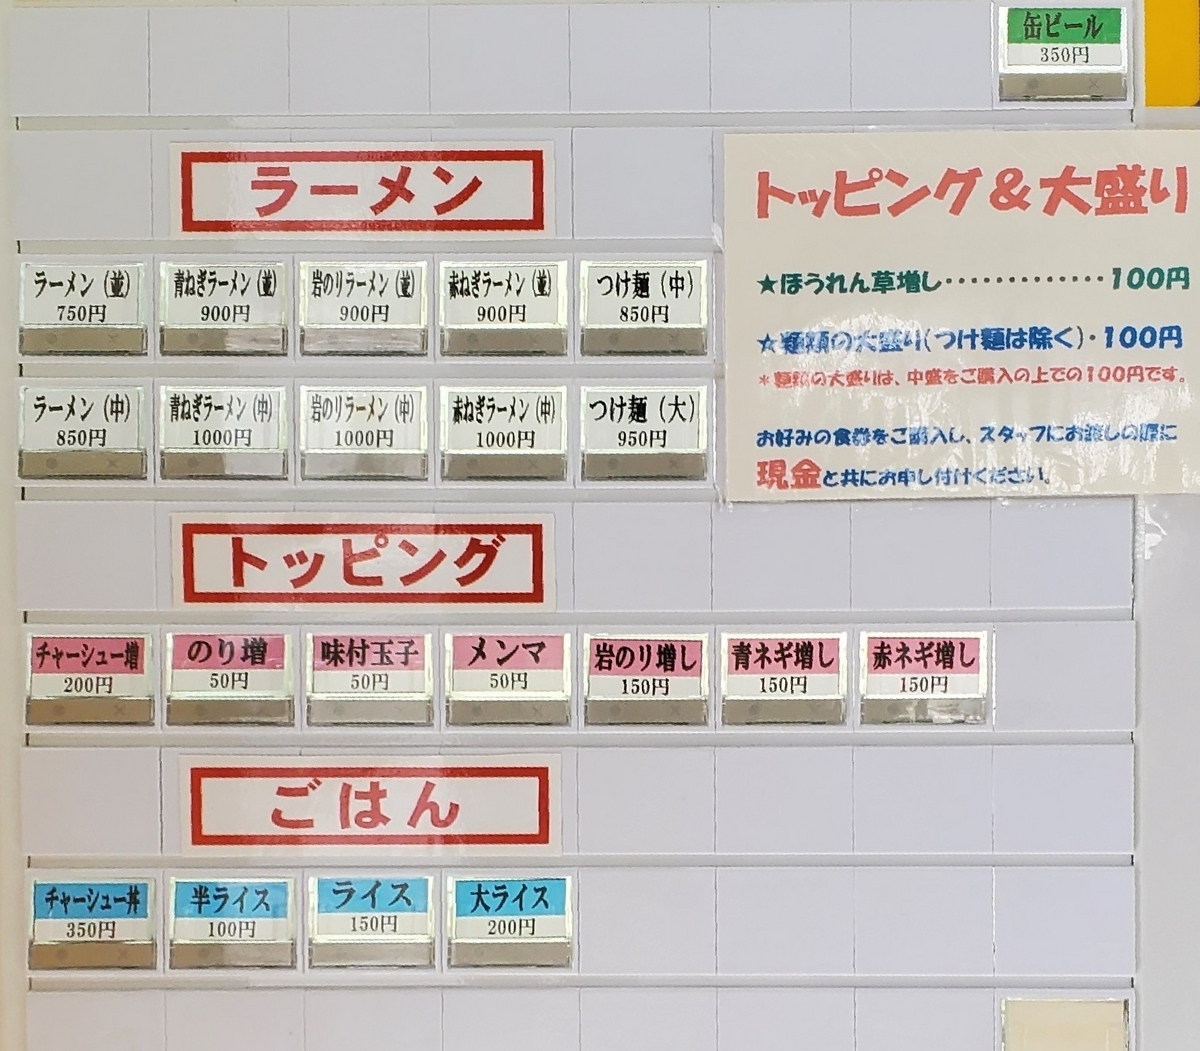 缶ビール
350円
ラーメン
ラーメン（並）
750円
青ねぎラーメン（並）
900円
岩のりラーメン（並）
900円
赤ねぎラーメン（並）
900円
つけ麺（中）
850円
ラーメン（中）
850円
青ねぎラーメン（中）
1000円
岩のりラーメン（中）
1000円
赤ねぎラーメン（中）
1000円
つけ麺（大）
950円
トッピング＆大盛り
★ほうれん草増し･････････････100円
★麺類の大盛り(つけ麺は除く)･100円
＊麺類の大盛りは、中盛をご購入の上での100円です。
お好みの食券をご購入し、スタッフにお渡しの際に
現金と共にお申し付けください。
トッピング
チャーシュー増
200円
のり増
50円
味付玉子
50円
メンマ
50円
岩のり増し
150円
青ネギ増し
150円
赤ネギ増し
150円
ごはん
チャーシュー丼
350円
半ライス
100円
ライス
150円
大ライス
200円